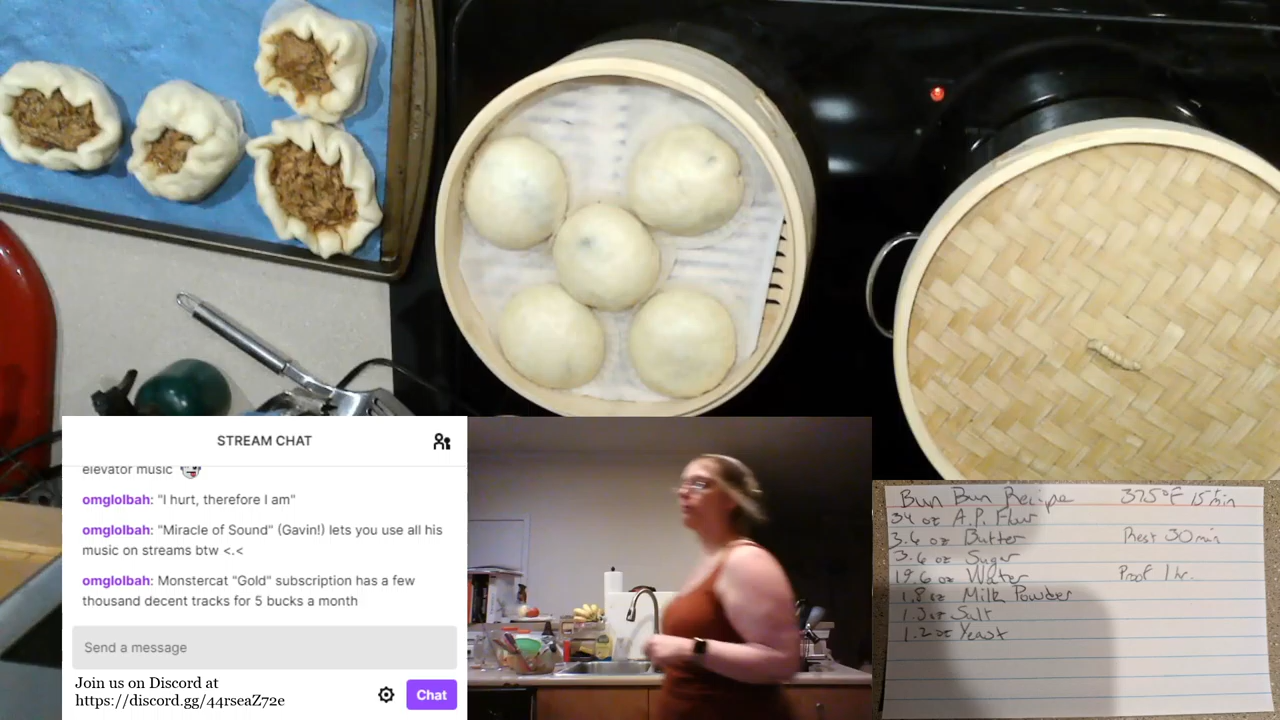 STREAM CHAT
elevator music
omglolbah: "I hurt, therefore I am"
omglolbah: "Miracle of Sound" (Gavin!) lets you use all his
music on streams btw <.<
omglolbah: Monstercat "Gold" subscription has a few
thousand decent tracks for 5 bucks a month
Send a message
Join us on Discord at
https://discord.gg/44rseaZ72e
Chat
Bun Bun Recipe 375°F 15 min
34 oz A.P. Flour
3.6 oz Butter Rest 30 min
3.6 oz Sugar
19.6 oz Water Proof 1 hr.
1.8 oz Milk Powder
1.3 oz Salt
1.2 oz Yeast